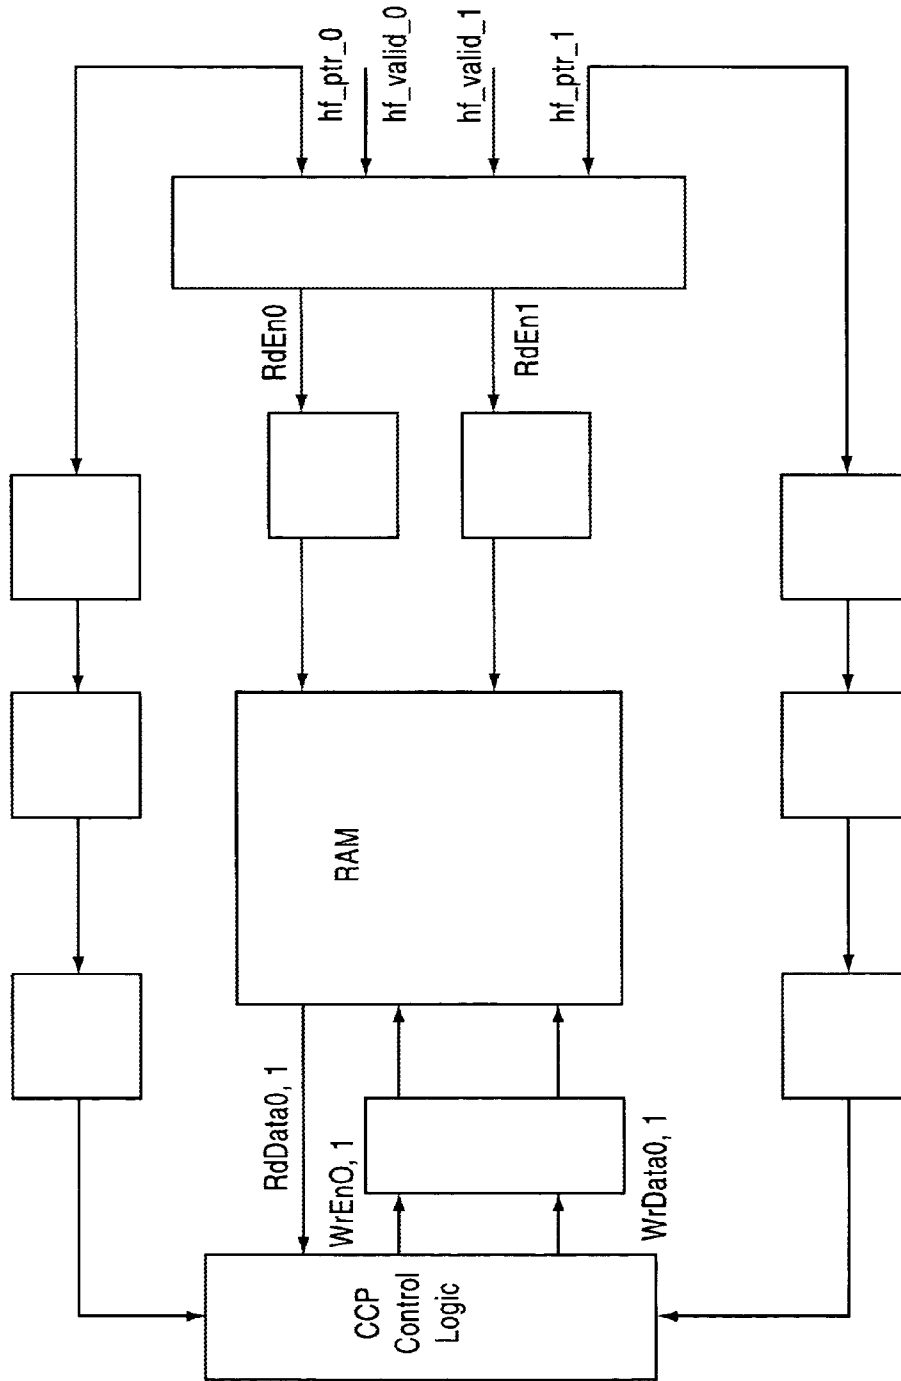 hf_ptr_0
hf_valid_0
hf_valid_1
hf_ptr_1
RdEn0
RdEn1
RAM
RdData0, 1
WrEnO, 1
WrData0, 1
CCP
Control
Logic